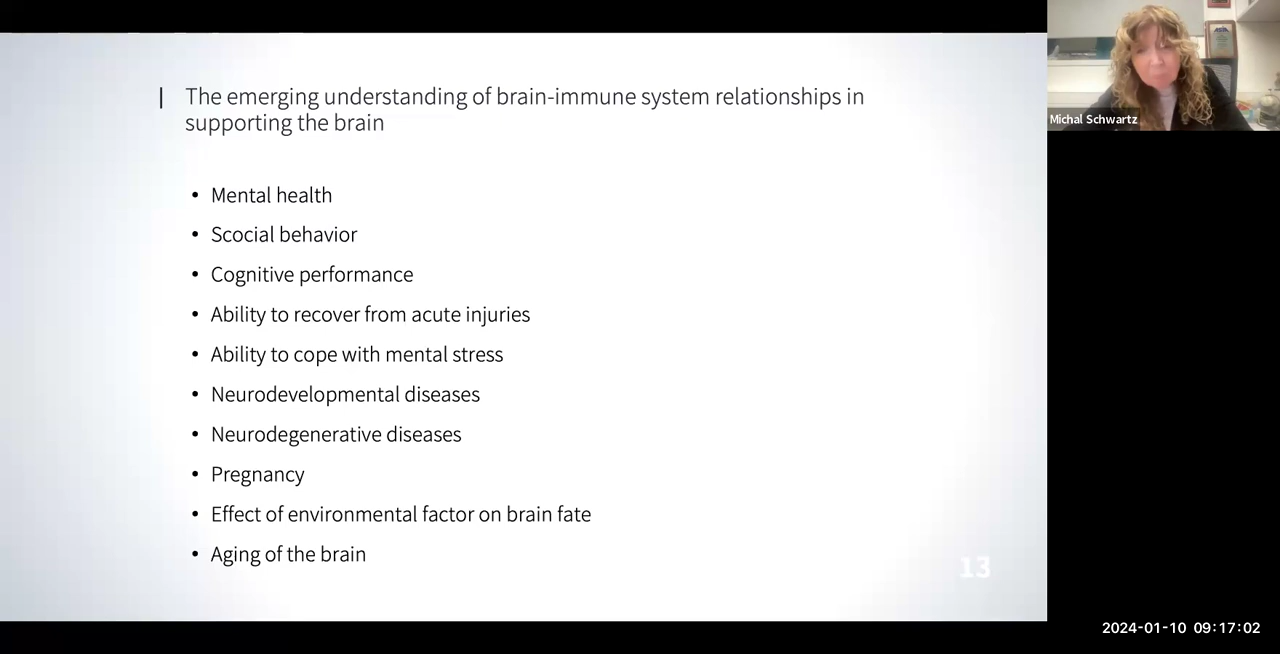 The emerging understanding of brain-immune system relationships in
supporting the brain
• Mental health
• Scocial behavior
• Cognitive performance
• Ability to recover from acute injuries
• Ability to cope with mental stress
• Neurodevelopmental diseases
• Neurodegenerative diseases
• Pregnancy
• Effect of environmental factor on brain fate
• Aging of the brain
13
Michal Schwartz
2024-01-10 09:17:02